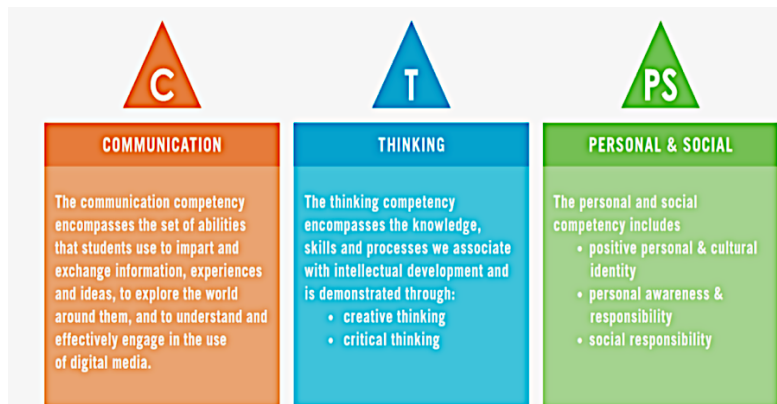 C
COMMUNICATION
The communication competency
encompasses the set of abilities
that students use to impart and
exchange information, experiences
and ideas, to explore the world
around them, and to understand and
effectively engage in the use
of digital media.
T
THINKING
The thinking competency
encompasses the knowledge,
skills and processes we associate
with intellectual development and
is demonstrated through:
• creative thinking
• critical thinking
PS
PERSONAL & SOCIAL
The personal and social
competency includes
• positive personal & cultural
identity
• personal awareness &
responsibility
• social responsibility